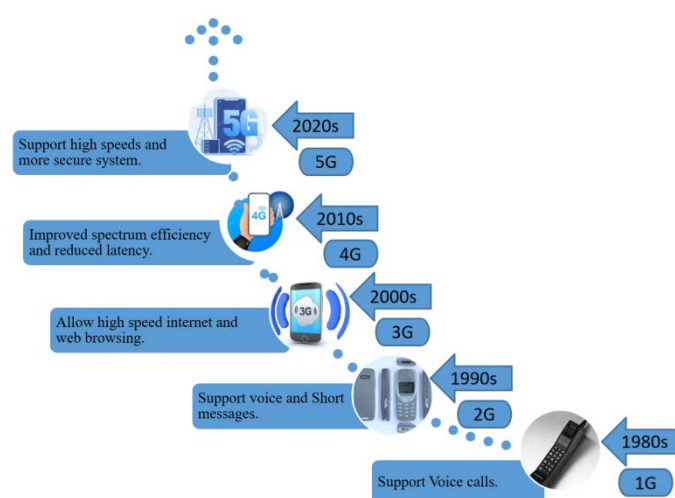 5G
2020s
Support high speeds and
more secure system.
5G
4G
2010s
Improved spectrum efficiency
and reduced latency.
4G
3G
2000s
Allow high speed internet and
web browsing.
3G
1990s
Support voice and Short
messages.
2G
1980s
Support Voice calls.
1G